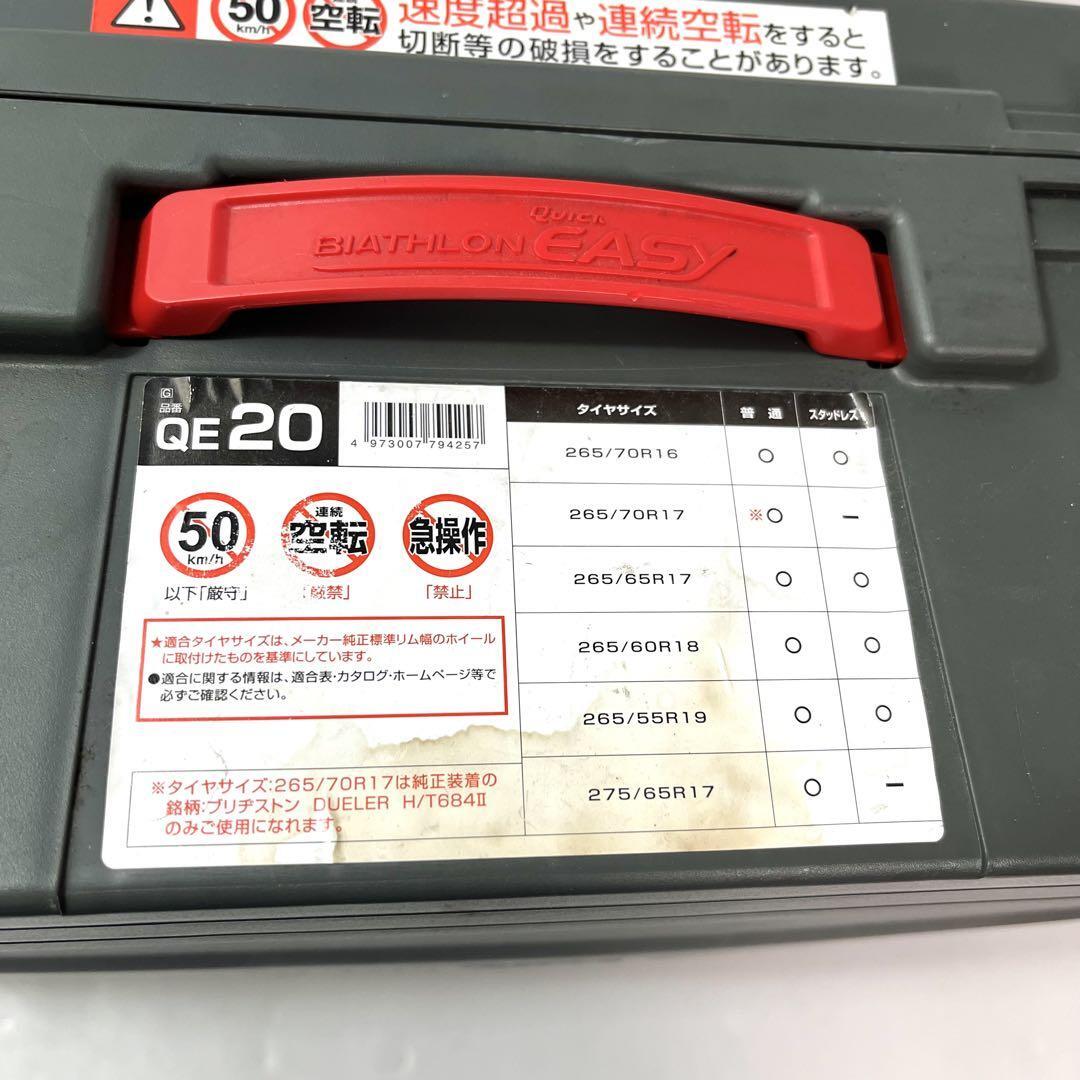 50
km/h
空転
速度超過や連続空転をすると
切断等の破損をすることがあります。
QUICK
BIATHLON EASY
G
品番
QE 20
4 973007 794257
50
km/h
以下「厳守」
連続
空転
「厳禁」
急操作
「禁止」
★適合タイヤサイズは、メーカー純正標準リム幅のホイール
に取付けたものを基準にしています。
●適合に関する情報は、適合表・カタログ・ホームページ等で
必ずご確認ください。
※タイヤサイズ:265/70R17は純正装着の
銘柄:ブリヂストン DUELER H/T684Ⅱ
のみご使用になれます。
タイヤサイズ 普通 スタッドレス
265/70R16 ○ ○
265/70R17 ※○ ー
265/65R17 ○ ○
265/60R18 ○ ○
265/55R19 ○ ○
275/65R17 ○ ー